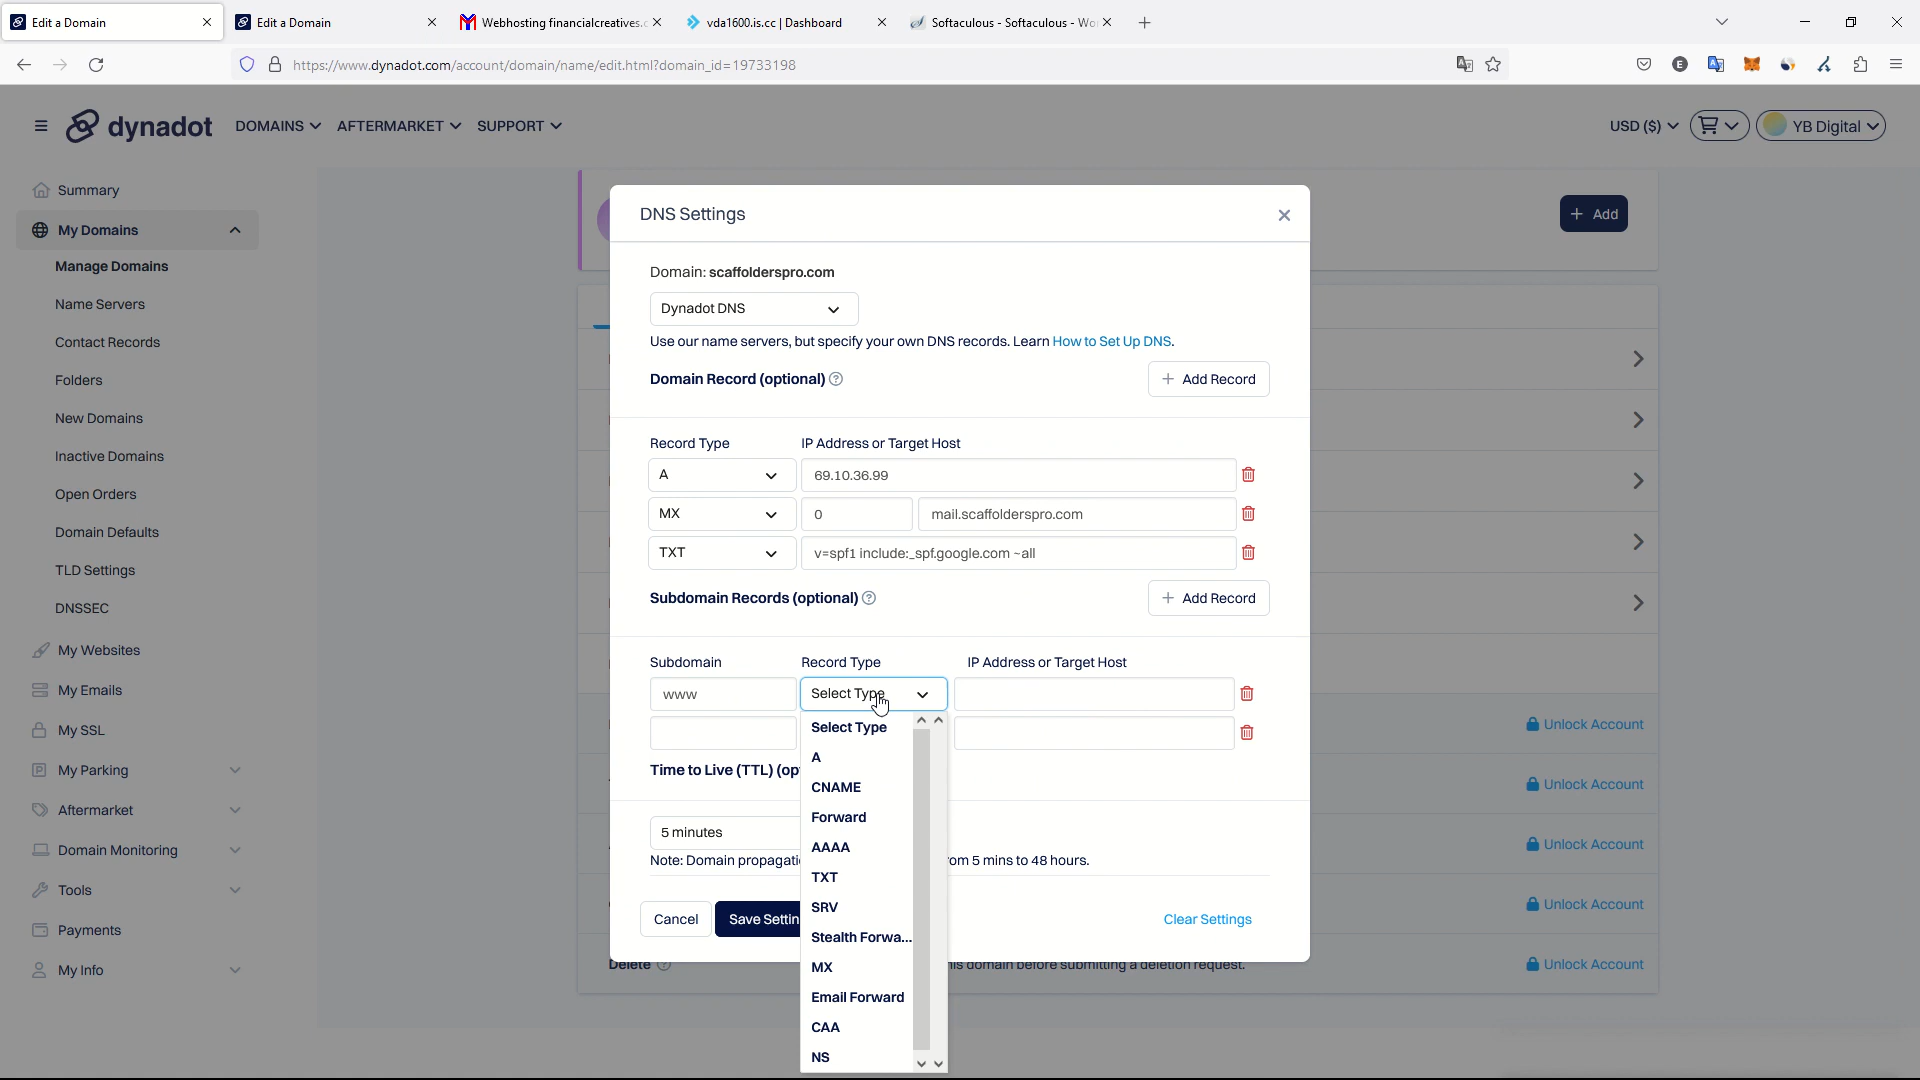 Edit a Domain
Edit a Domain
Webhosting financialcreatives.c
vda1600.is.cc | Dashboard
Softaculous - Softaculous - Wo
https://www.dynadot.com/account/domain/name/edit.html?domain_id=19733198
dynadot
DOMAINS
AFTERMARKET
SUPPORT
USD ($)
YB Digital
Summary
My Domains
Manage Domains
Name Servers
Contact Records
Folders
New Domains
Inactive Domains
Open Orders
Domain Defaults
TLD Settings
DNSSEC
My Websites
My Emails
My SSL
My Parking
Aftermarket
Domain Monitoring
Tools
Payments
My Info
+ Add
DNS Settings
Domain: scaffolderspro.com
Dynadot DNS
Use our name servers, but specify your own DNS records. Learn How to Set Up DNS.
Domain Record (optional) ?
+ Add Record
Record Type IP Address or Target Host
A 69.10.36.99
MX 0 mail.scaffolderspro.com
TXT v=spf1 include:_spf.google.com ~all
Subdomain Records (optional) ?
+ Add Record
Subdomain Record Type IP Address or Target Host
www Select Type
Select Type
A
CNAME
Forward
AAAA
TXT
SRV
Stealth Forwa...
MX
Email Forward
CAA
NS
Time to Live (TTL) (op
5 minutes
Note: Domain propagati om 5 mins to 48 hours.
Cancel
Save Settin
Clear Settings
Unlock Account
Unlock Account
Unlock Account
Unlock Account
Delete ? is domain before submitting a deletion request.
Unlock Account